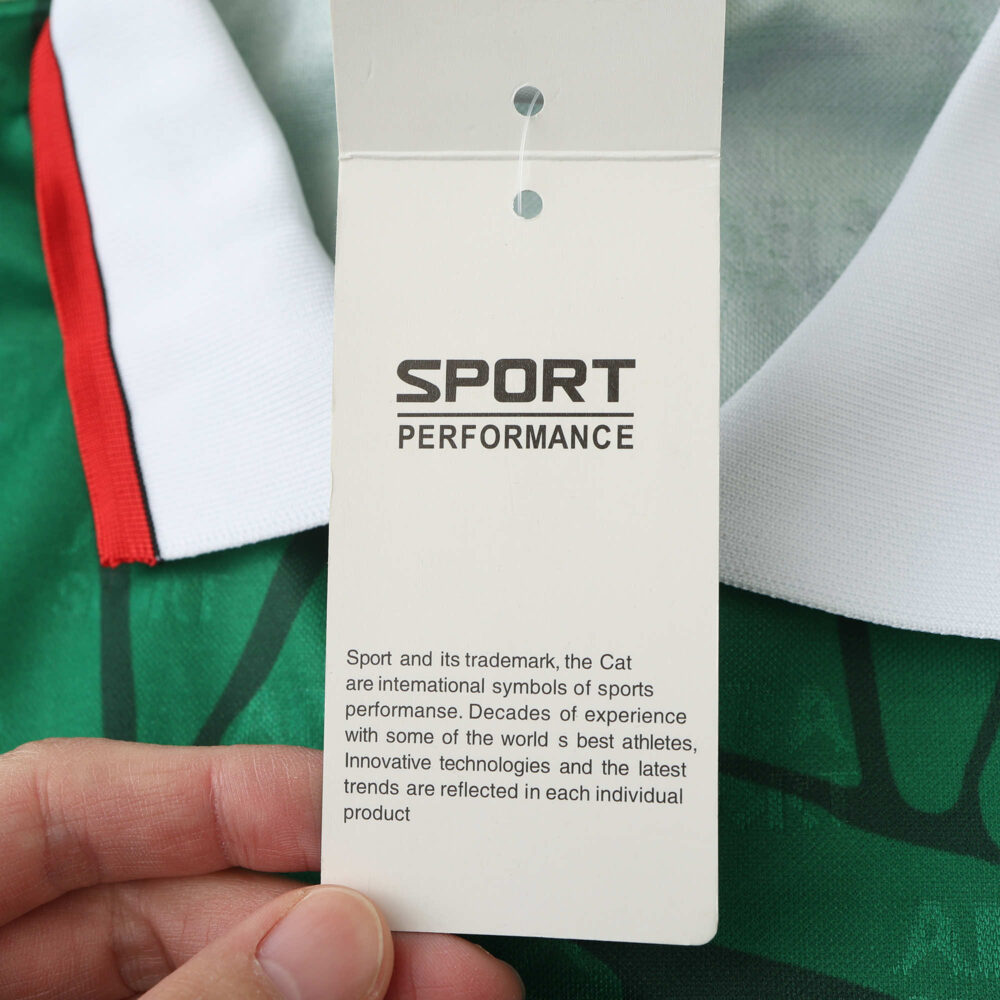 SPORT
PERFORMANCE
Sport and its trademark, the Cat
are international symbols of sports
performanse. Decades of experience
with some of the world s best athletes,
Innovative technologies and the latest
trends are reflected in each individual
product